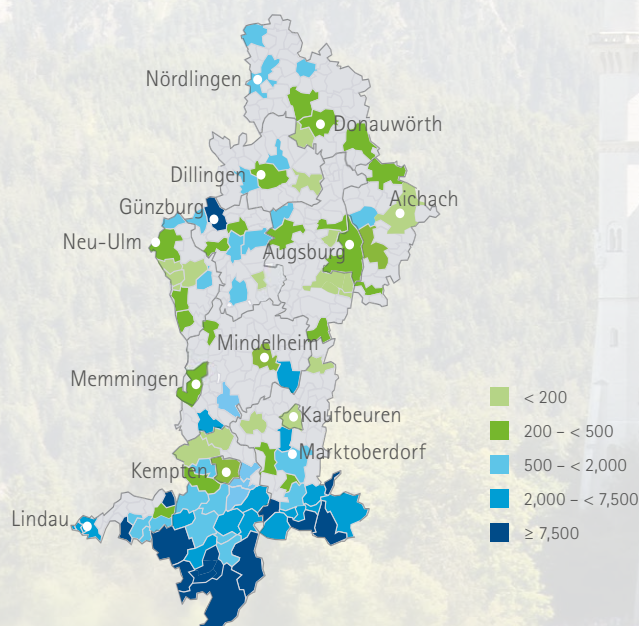 Nördlingen
Donauwörth
Dillingen
Aichach
Günzburg
Neu-Ulm
Augsburg
Mindelheim
Memmingen
< 200
Kaufbeuren
200 – < 500
Marktoberdorf
500 – < 2,000
Kempten
2,000 – < 7,500
Lindau
≥ 7,500